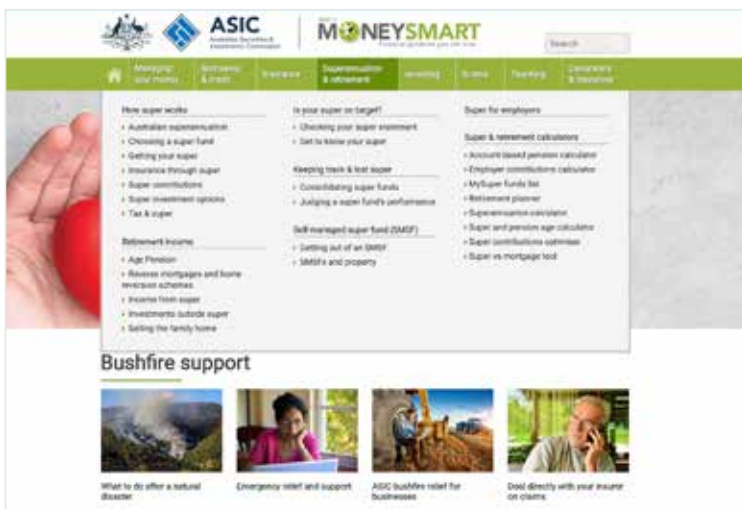 ASIC
Australian Securities &
Investments Commission
ASIC's
MONEYSMART
Financial guidance you can trust
Search
Managing
your money
Borrowing
& credit
Insurance
Superannuation
& retirement
Investing
Scams
Teaching
Calculators
& resources
How super works
Australian superannuation
Choosing a super fund
Getting your super
Insurance through super
Super contributions
Super investment options
Tax & super
Retirement income
Age Pension
Reverse mortgages and home
reversion schemes
Income from super
Investments outside super
Selling the family home
Is your super on target?
Checking your super statement
Get to know your super
Keeping track & lost super
Consolidating super funds
Judging a super fund's performance
Self-managed super fund (SMSF)
Getting out of an SMSF
SMSFs and property
Super for employers
Super & retirement calculators
Account-based pension calculator
Employer contributions calculator
MySuper funds list
Retirement planner
Superannuation calculator
Super and pension age calculator
Super contributions optimiser
Super vs mortgage tool
Bushfire support
What to do after a natural
disaster
Emergency relief and support
ASIC bushfire relief for
businesses
Deal directly with your insurer
on claims